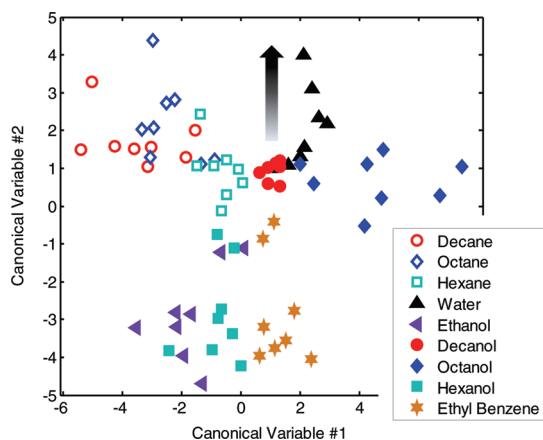 5
4
3
2
1
0
-1
-2
-3
-4
-5
Canonical Variable #2
-6 -4 -2 0 2 4
Canonical Variable #1
Decane
Octane
Hexane
Water
Ethanol
Decanol
Octanol
Hexanol
Ethyl Benzene